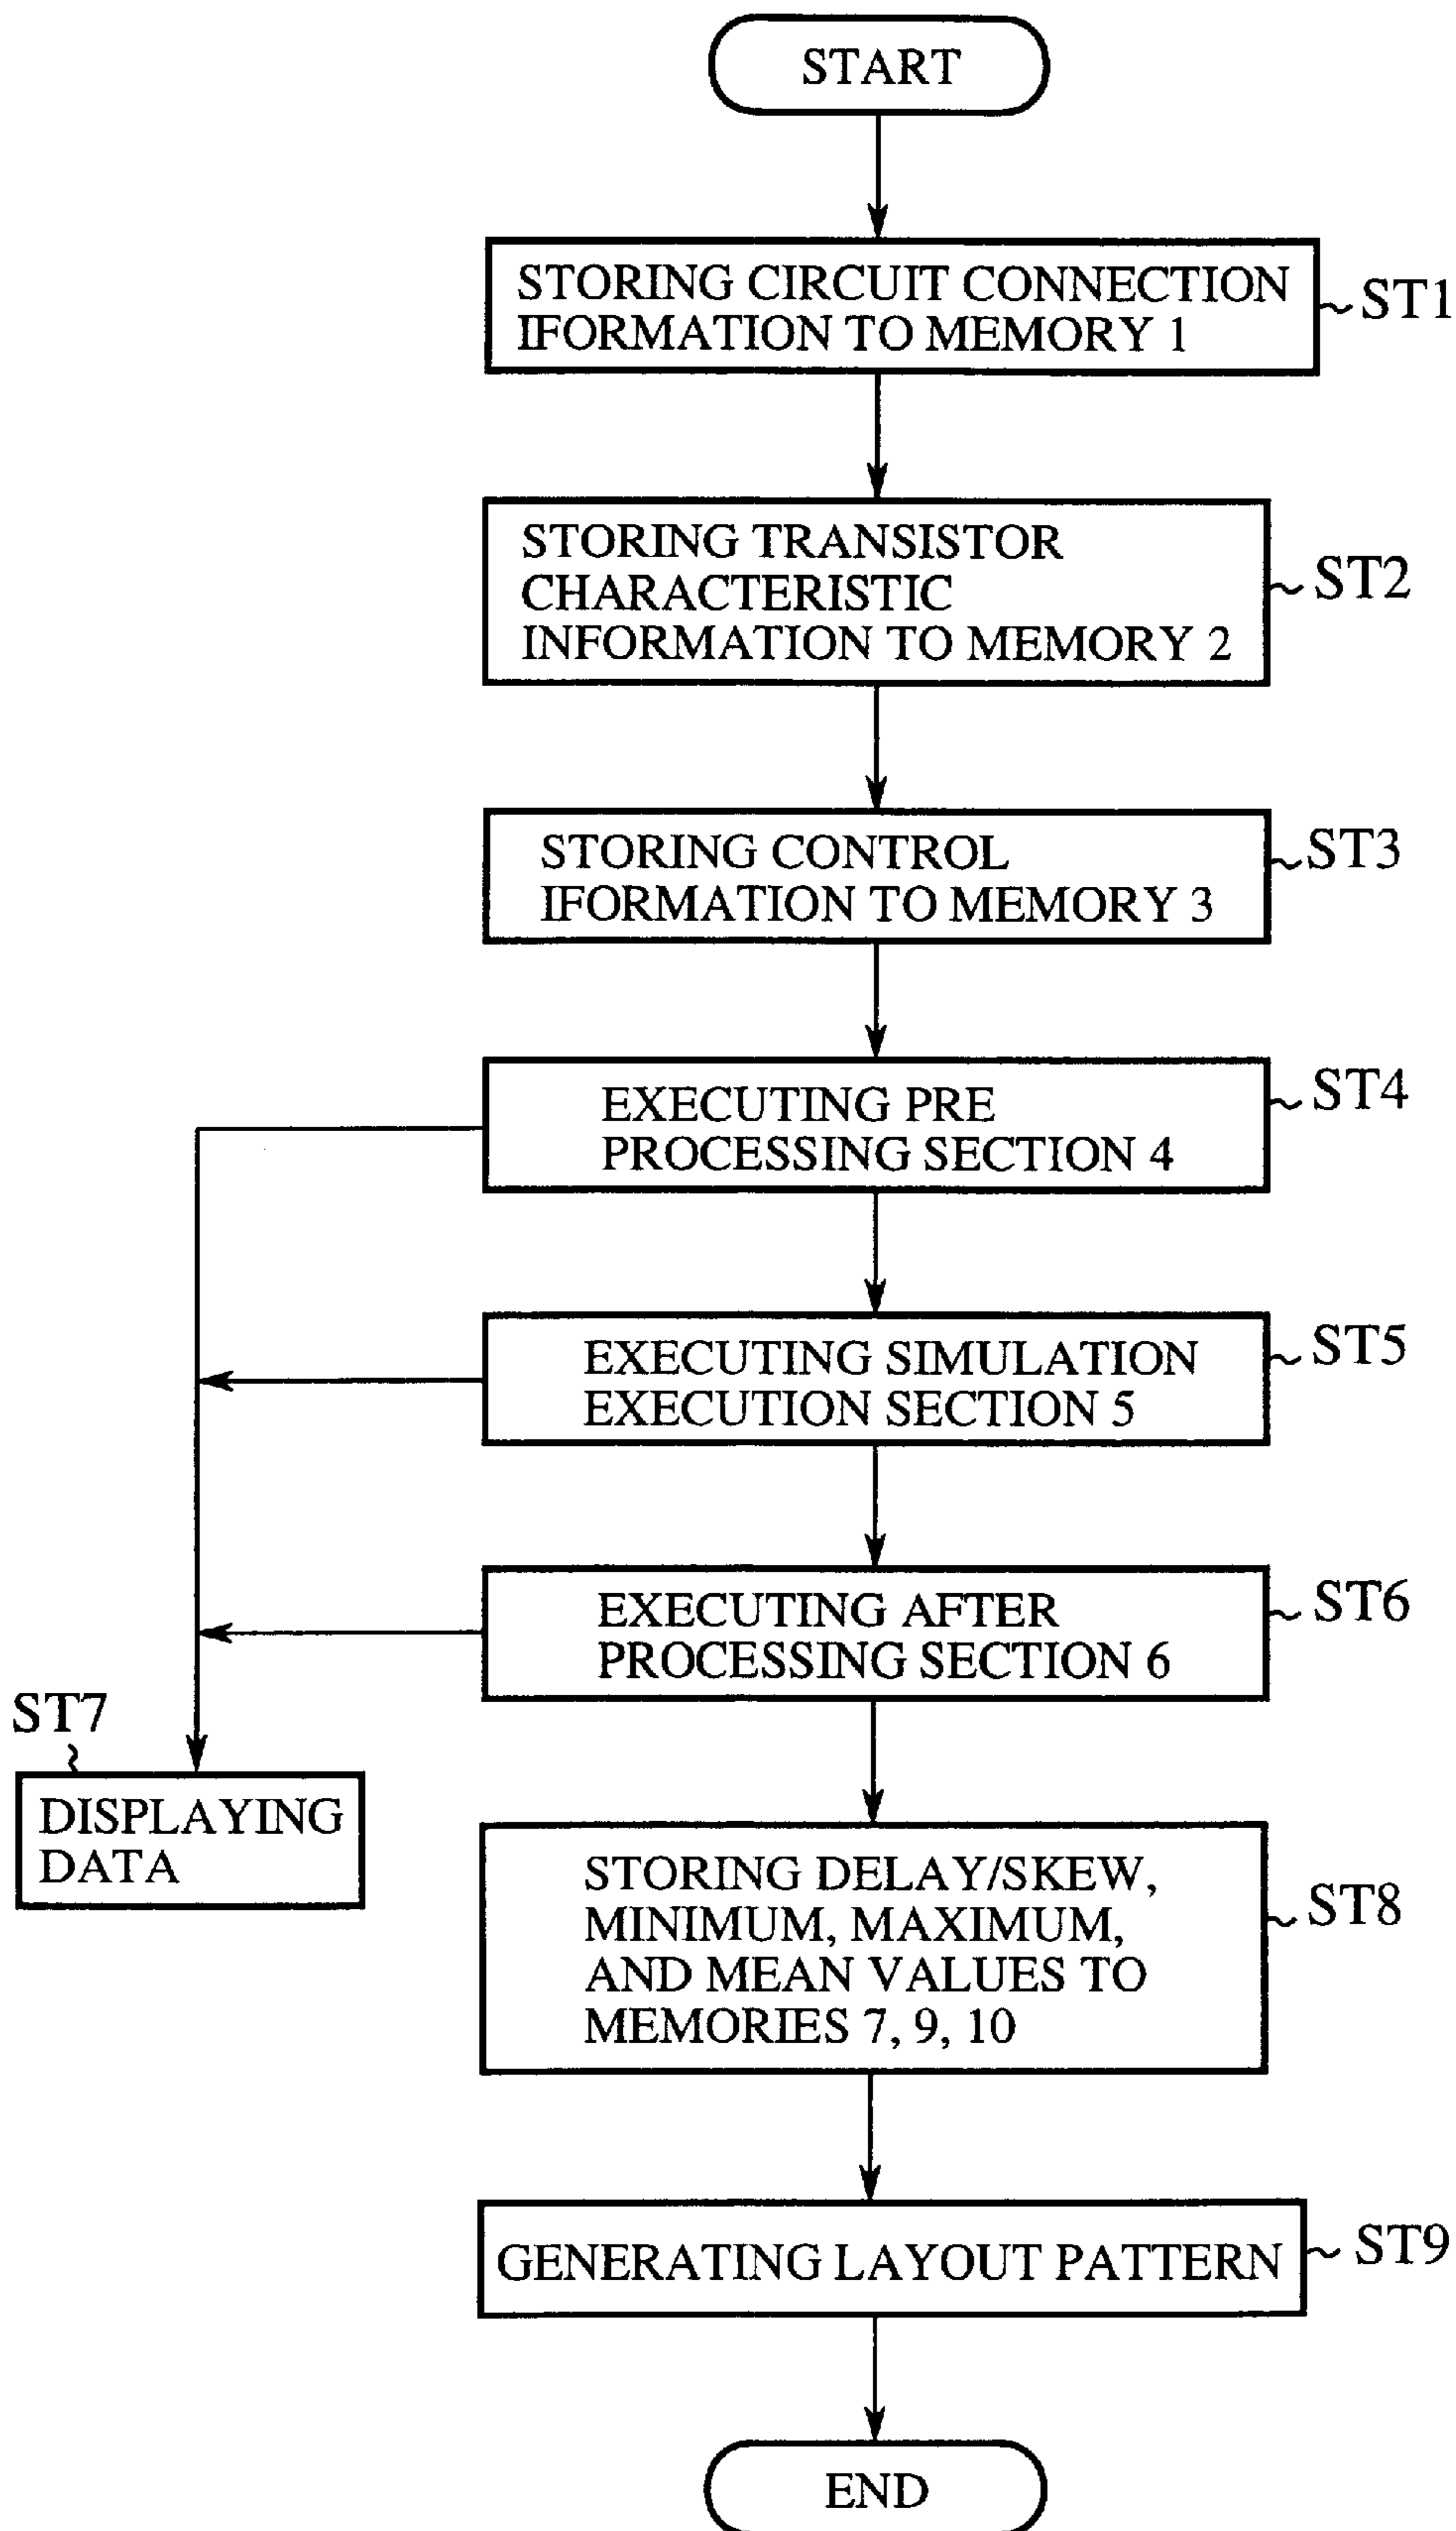 START
STORING CIRCUIT CONNECTION
IFORMATION TO MEMORY 1
ST1
STORING TRANSISTOR
CHARACTERISTIC
INFORMATION TO MEMORY 2
ST2
STORING CONTROL
IFORMATION TO MEMORY 3
ST3
EXECUTING PRE
PROCESSING SECTION 4
ST4
EXECUTING SIMULATION
EXECUTION SECTION 5
ST5
EXECUTING AFTER
PROCESSING SECTION 6
ST6
ST7
DISPLAYING
DATA
STORING DELAY/SKEW,
MINIMUM, MAXIMUM,
AND MEAN VALUES TO
MEMORIES 7, 9, 10
ST8
GENERATING LAYOUT PATTERN
ST9
END